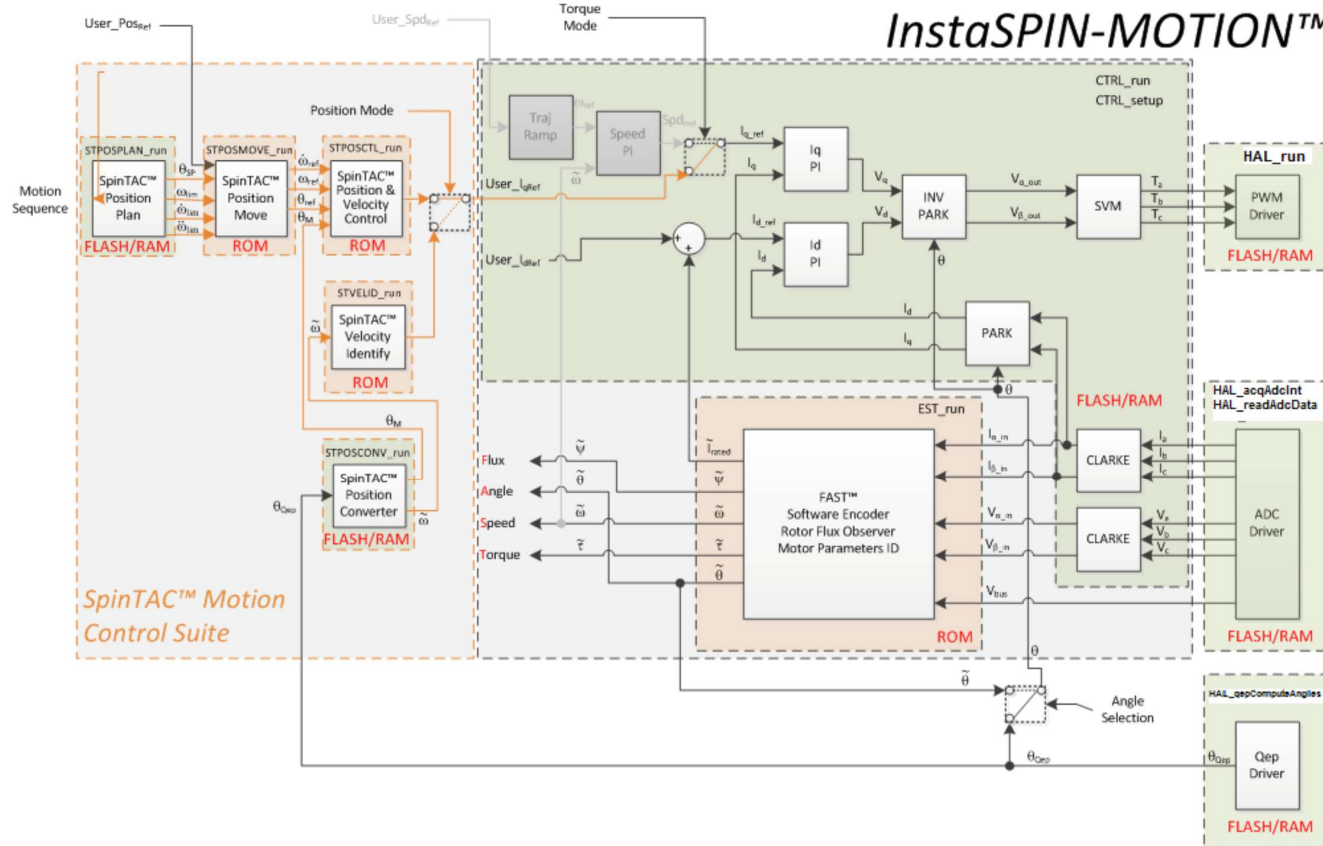 InstaSPIN-MOTION™
User_PosRef
User_SpdRef
Torque
Mode
CTRL_run
CTRL_setup
Position Mode
Motion
Sequence
STPOSPLAN_run
SpinTAC™
Position
Plan
FLASH/RAM
θSP
ωlim
ω̇lim
ω̈lim
STPOSMOVE_run
SpinTAC™
Position
Move
ROM
ω̇ref
ωref
θref
θM
STPOSCTL_run
SpinTAC™
Position &
Velocity
Control
ROM
STVELID_run
SpinTAC™
Velocity
Identify
ROM
ω̃
θM
STPOSCONV_run
SpinTAC™
Position
Converter
FLASH/RAM
ω̃
θQep
SpinTAC™ Motion
Control Suite
Traj
Ramp
ωref
Speed
PI
Spdout
ω̃
User_IqRef
User_IdRef
+
+
Iq_ref
Iq
Iq
PI
Id_ref
Id
Id
PI
Vq
Vd
INV
PARK
θ
Vα_out
Vβ_out
SVM
Ta
Tb
Tc
HAL_run
PWM
Driver
FLASH/RAM
Id
Iq
PARK
θ
FLASH/RAM
EST_run
Flux
Angle
Speed
Torque
ψ̃
θ̃
ω̃
τ̃
Ĩrated
ψ̃
ω̃
τ̃
θ̃
FAST™
Software Encoder
Rotor Flux Observer
Motor Parameters ID
ROM
Iα_in
Iβ_in
Vα_in
Vβ_in
Vbus
CLARKE
CLARKE
Ia
Ib
Ic
Va
Vb
Vc
HAL_acqAdcInt
HAL_readAdcData
ADC
Driver
FLASH/RAM
θ
θ̃
Angle
Selection
θQep
θQep
HAL_qepComputeAngles
Qep
Driver
FLASH/RAM